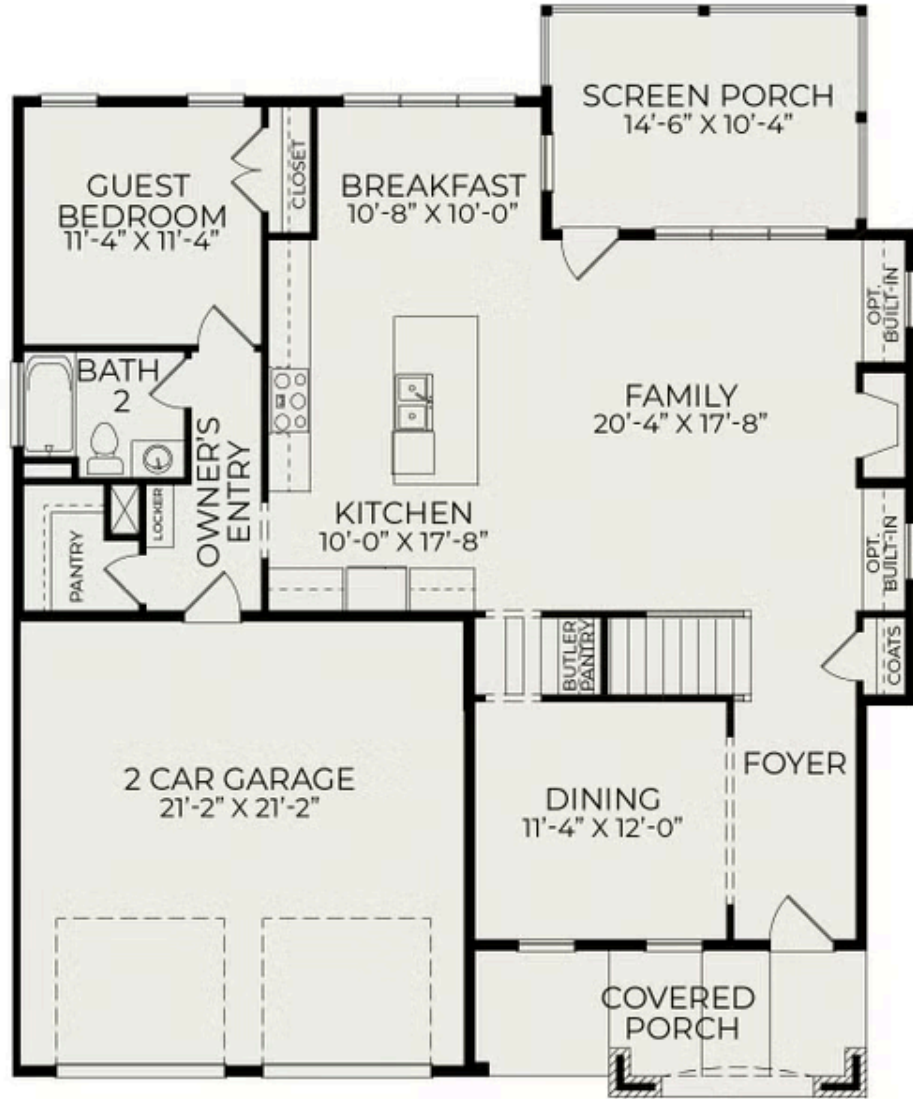 SCREEN PORCH
14'-6" X 10'-4"
GUEST
BEDROOM
11'-4" X 11'-4"
CLOSET
BREAKFAST
10'-8" X 10'-0"
OPT.
BUILT-IN
BATH
2
FAMILY
20'-4" X 17'-8"
OWNER'S
ENTRY
LOCKER
PANTRY
KITCHEN
10'-0" X 17'-8"
OPT.
BUILT-IN
BUTLER
PANTRY
COATS
2 CAR GARAGE
21'-2" X 21'-2"
FOYER
DINING
11'-4" X 12'-0"
COVERED
PORCH